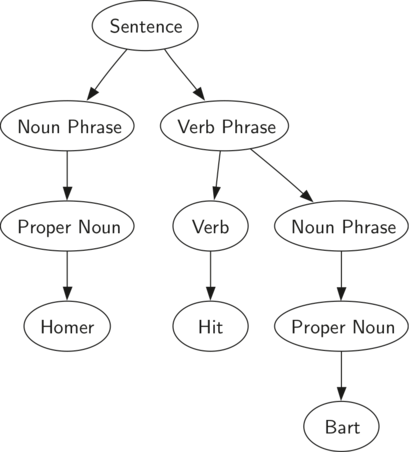 Sentence
Noun Phrase
Verb Phrase
Proper Noun
Verb
Noun Phrase
Homer
Hit
Proper Noun
Bart